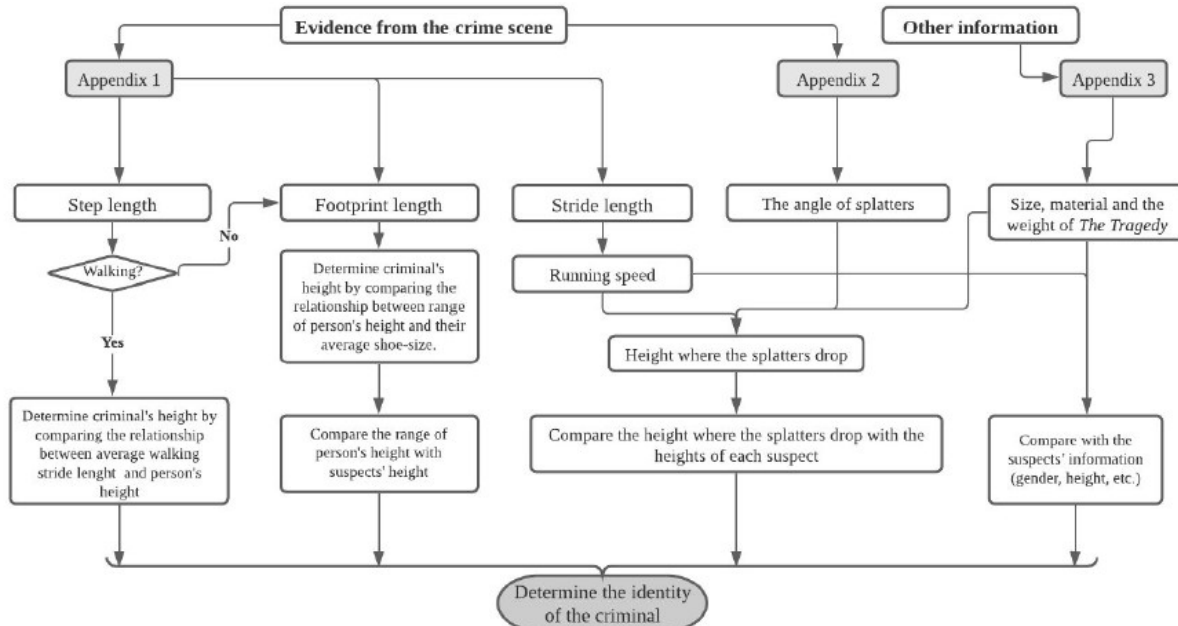 Evidence from the crime scene
Other information
Appendix 1
Appendix 2
Appendix 3
Step length
Footprint length
Stride length
The angle of splatters
Size, material and the
weight of The Tragedy
No
Walking?
Determine criminal's
height by comparing the
relationship between range
of person's height and their
average shoe-size.
Running speed
Yes
Height where the splatters drop
Determine criminal's height by
comparing the relationship
between average walking
stride lenght and person's
height
Compare the range of
person's height with
suspects' height
Compare the height where the splatters drop with the
heights of each suspect
Compare with the
suspects' information
(gender, height, etc.)
Determine the identity
of the criminal